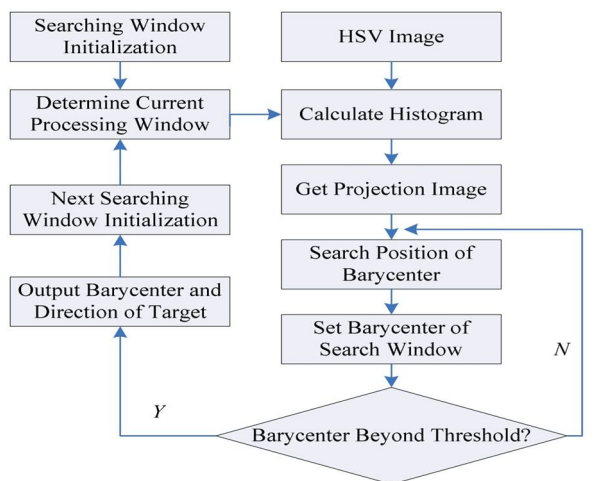 Searching Window
Initialization
HSV Image
Determine Current
Processing Window
Calculate Histogram
Next Searching
Window Initialization
Get Projection Image
Search Position of
Barycenter
Output Barycenter and
Direction of Target
Set Barycenter of
Search Window
N
Y
Barycenter Beyond Threshold?